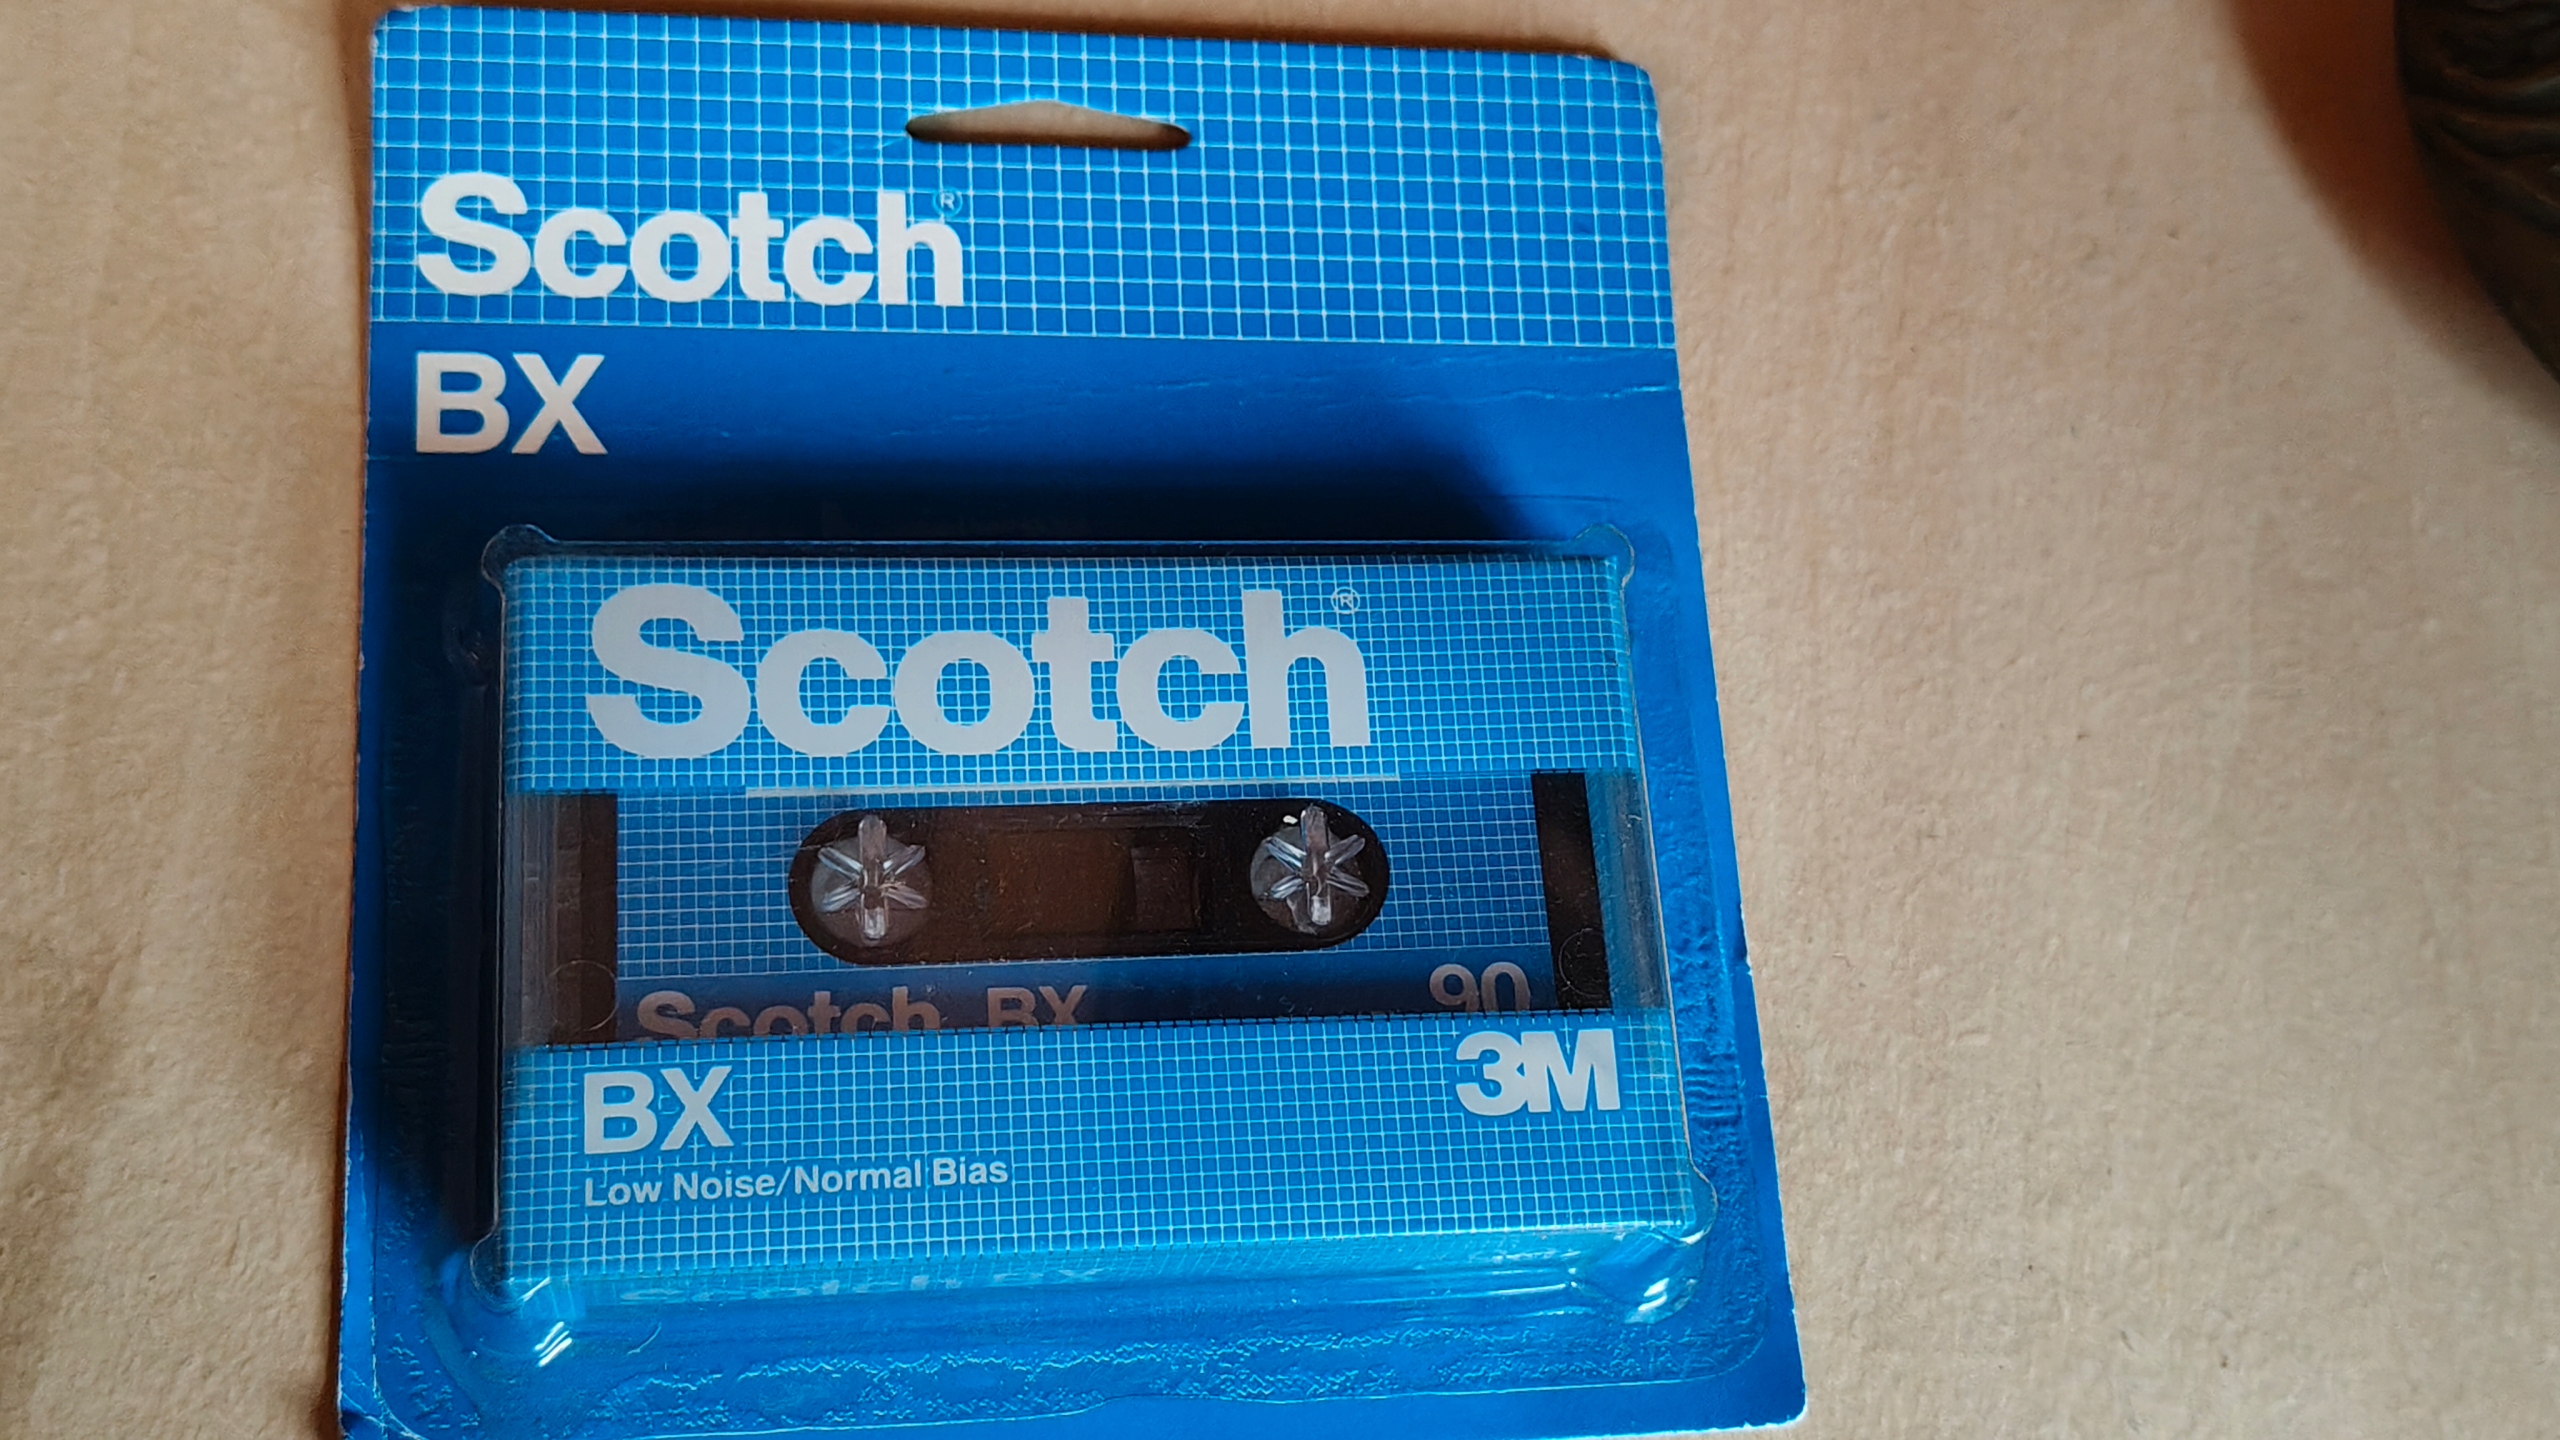 Scotch®
BX
Scotch®
Scotch BX 90
3M
BX
Low Noise/Normal Bias